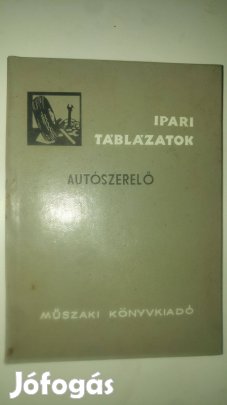 IPARI
TÁBLÁZATOK
AUTÓSZERELŐ
MŰSZAKI KÖNYVKIADÓ
Jófogás